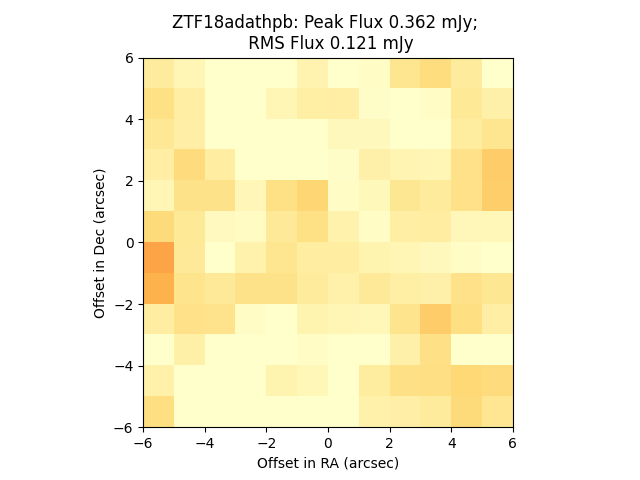 ZTF18adathpb: Peak Flux 0.362 mJy;
RMS Flux 0.121 mJy
6
4
2
0
−2
−4
−6
Offset in Dec (arcsec)
−6 −4 −2 0 2 4 6
Offset in RA (arcsec)